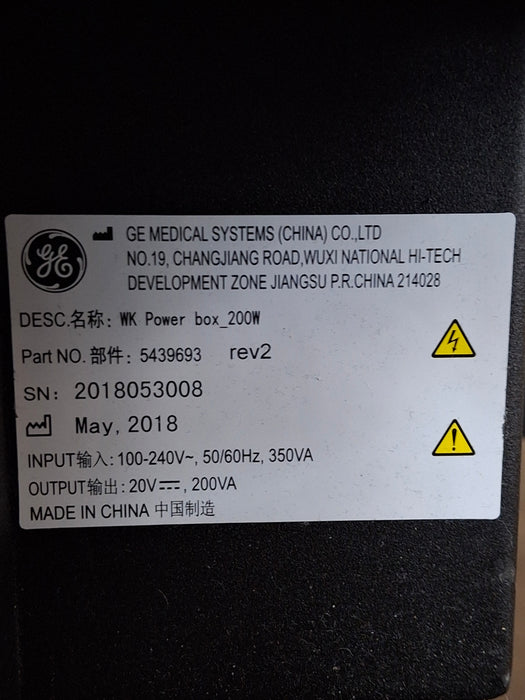 GE
GE MEDICAL SYSTEMS (CHINA) CO.,LTD
NO.19, CHANGJIANG ROAD,WUXI NATIONAL HI-TECH
DEVELOPMENT ZONE JIANGSU P.R.CHINA 214028
DESC.名称: WK Power box_200W
Part NO. 部件: 5439693 rev2
SN: 2018053008
May, 2018
INPUT输入: 100-240V~, 50/60Hz, 350VA
OUTPUT输出: 20V⎓, 200VA
MADE IN CHINA 中国制造